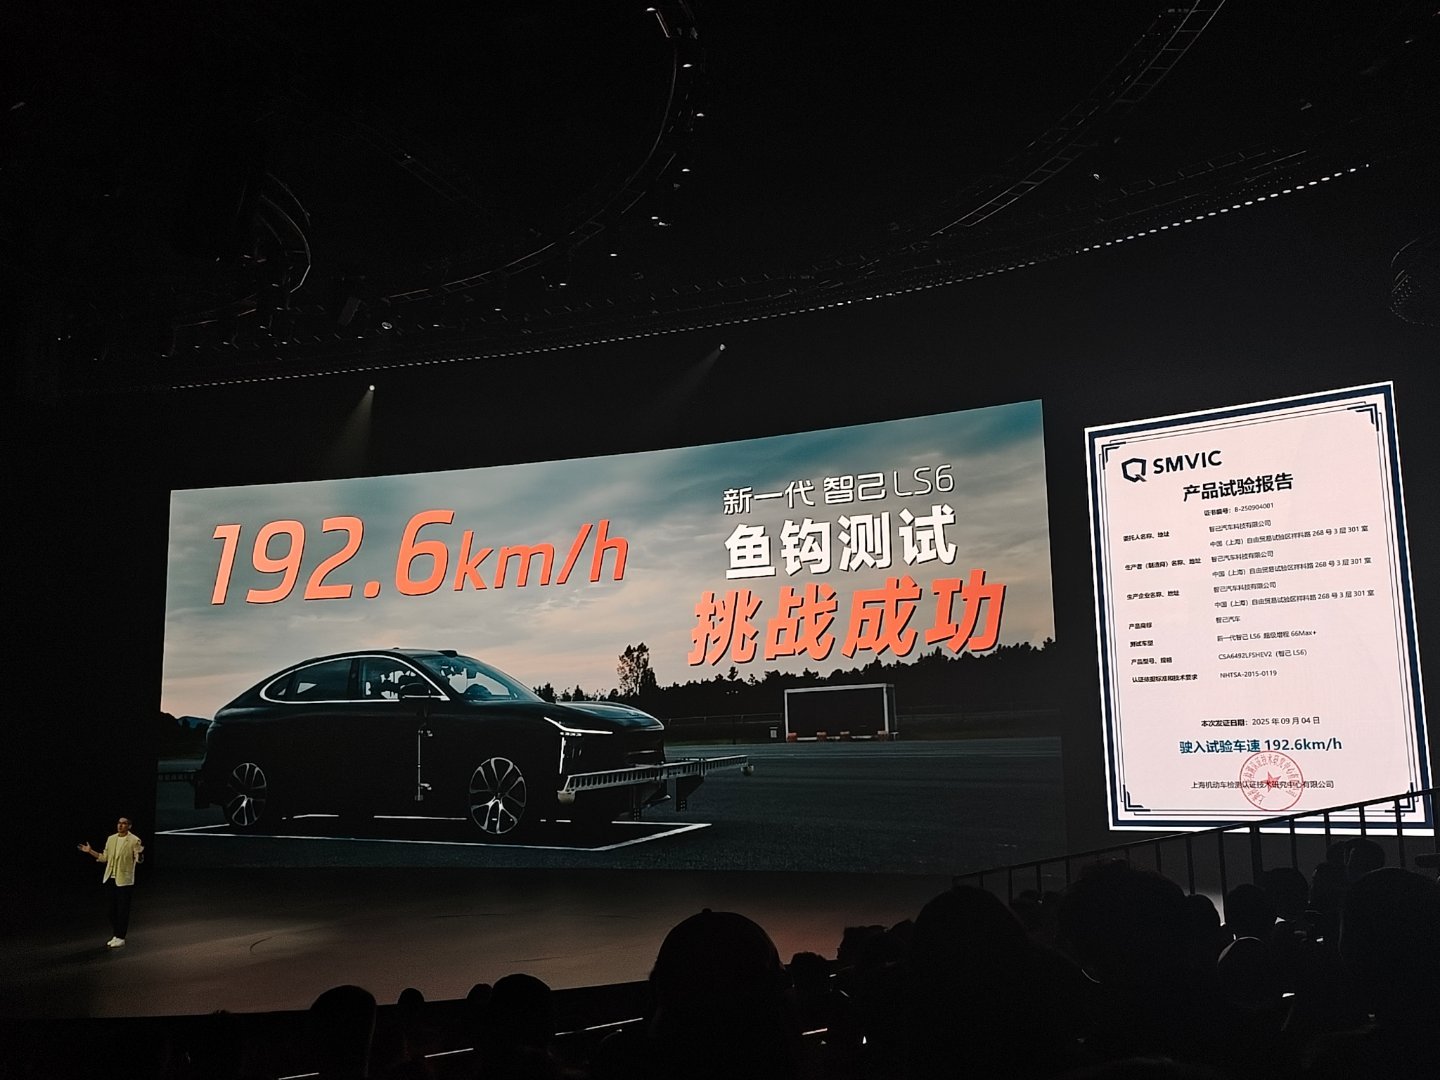 192.6km/h
新一代 智己 LS6
鱼钩测试
挑战成功
SMVIC
产品试验报告
证书编号：8-250904001
委托人名称、地址 智己汽车科技有限公司
中国（上海）自由贸易试验区祥科路 268 号 3 层 301 室
生产者（制造商）名称、地址 智己汽车科技有限公司
中国（上海）自由贸易试验区祥科路 268 号 3 层 301 室
生产企业名称、地址 智己汽车科技有限公司
中国（上海）自由贸易试验区祥科路 268 号 3 层 301 室
产品商标 智己汽车
测试车型 新一代智己 LS6 超级增程 66Max+
产品型号、规格 CSA6492LFSHEV2（智己 LS6）
认证依据标准和技术要求 NHTSA-2015-0119
本次发证日期：2025 年 09 月 04 日
驶入试验车速 192.6km/h
上海机动车检测认证技术研究中心有限公司